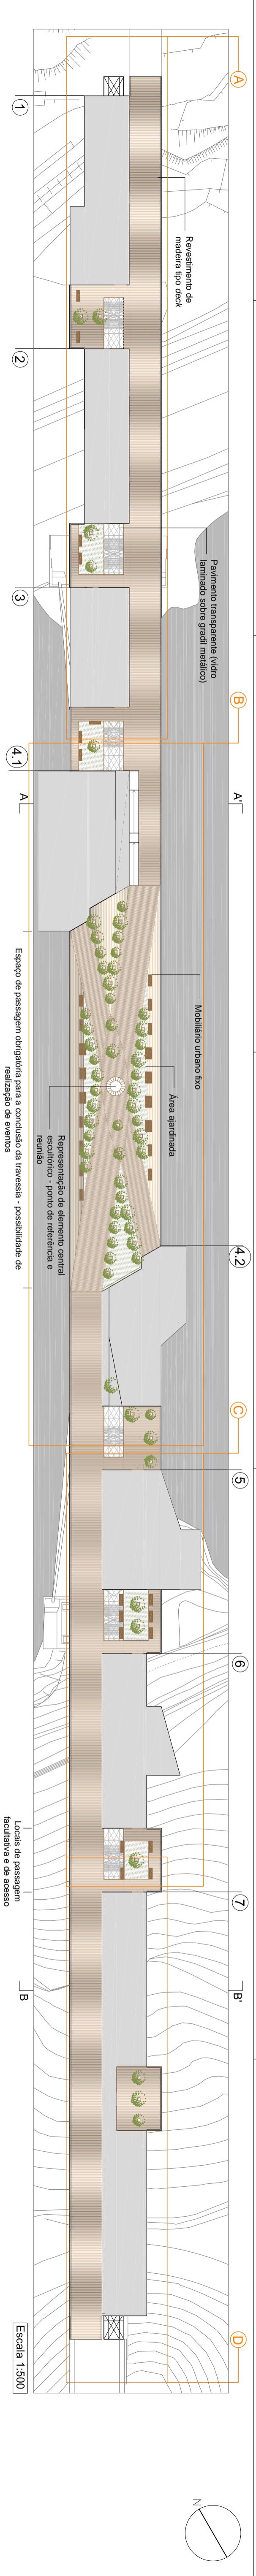 A
1
Revestimento de
madeira tipo deck
2
Pavimento transparente (vidro
laminado sobre gradil metálico)
3
B
4.1
A
A'
Mobiliário urbano fixo
Área ajardinada
Representação de elemento central
escultórico - ponto de referência e
reunião
Espaço de passagem obrigatória para a conclusão da travessia - possibilidade de
realização de eventos
4.2
C
5
6
7
Locais de passagem
facultativa e de acesso
B
B'
D
Escala 1:500
N